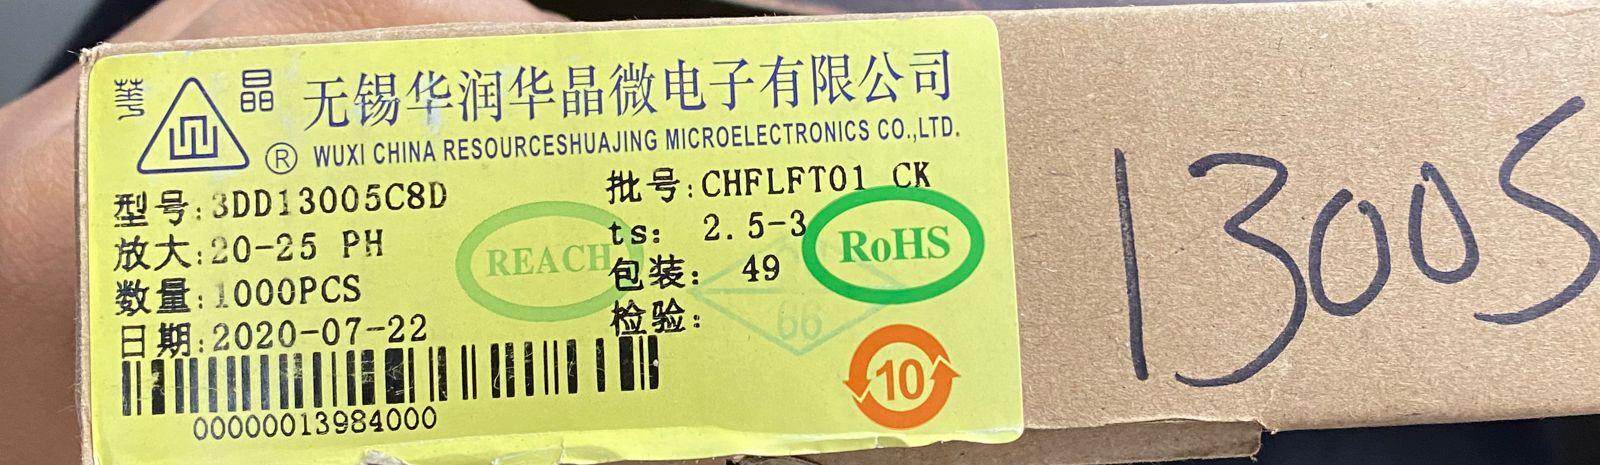 華 晶 无锡华润华晶微电子有限公司
® WUXI CHINA RESOURCESHUAJING MICROELECTRONICS CO.,LTD.
型号:3DD13005C8D
放大:20-25 PH
数量:1000PCS
日期:2020-07-22
00000013984000
批号:CHFLFT01 CK
ts: 2.5-3
包装: 49
检验:
REACH
RoHS
66
10
13005